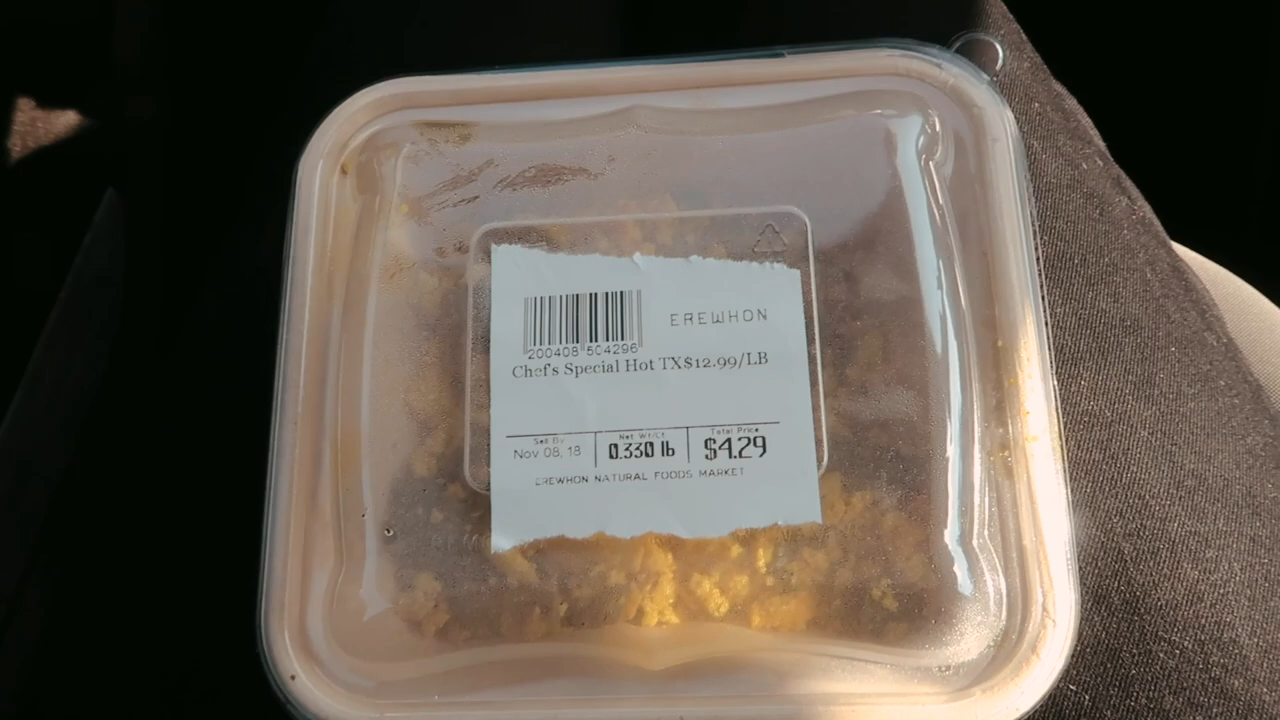 EREWHON
200408 504296
Chef's Special Hot TX$12.99/LB
Sell By Net Wt/Ct Total Price
Nov 08, 18 0.330 lb $4.29
EREWHON NATURAL FOODS MARKET